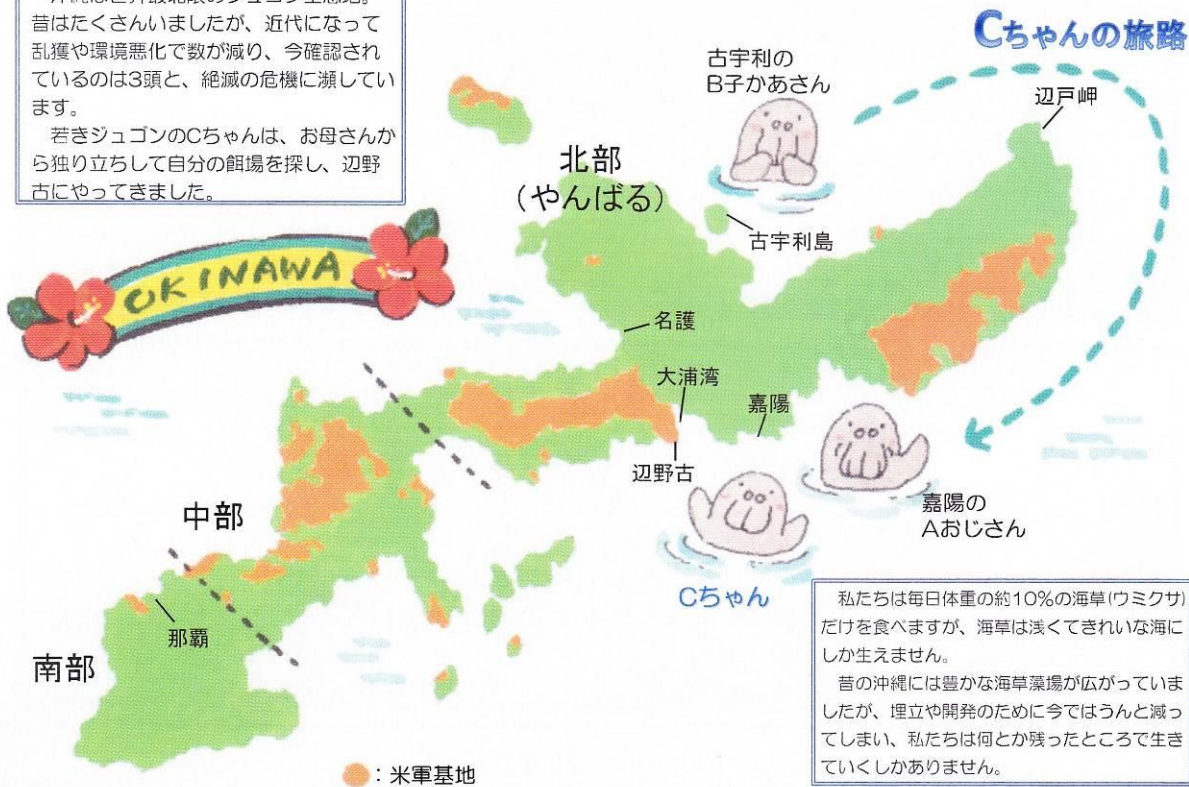 昔はたくさんいましたが、近代になって
乱獲や環境悪化で数が減り、今確認され
ているのは3頭と、絶滅の危機に瀕してい
ます。
若きジュゴンのCちゃんは、お母さんか
ら独り立ちして自分の餌場を探し、辺野
古にやってきました。
Cちゃんの旅路
古宇利の
B子かあさん
辺戸岬
北部
(やんばる)
古宇利島
OKINAWA
名護
大浦湾
嘉陽
辺野古
嘉陽の
Aおじさん
中部
Cちゃん
那覇
南部
私たちは毎日体重の約10%の海草(ウミクサ)
だけを食べますが、海草は浅くてきれいな海に
しか生えません。
昔の沖縄には豊かな海草藻場が広がっていま
したが、埋立や開発のために今ではうんと減っ
てしまい、私たちは何とか残ったところで生き
ていくしかありません。
:米軍基地